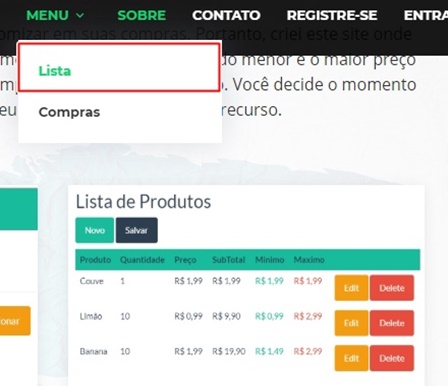 MENU SOBRE CONTATO REGISTRE-SE ENTRA
omizar em suas compras. Portanto, criei este site onde
do menor e o maior preço
Lista
o. Você decide o momento
Compras
recurso.
Lista de Produtos
Novo Salvar
Produto Quantidade Preço SubTotal Mínimo Maximo
Couve 1 R$ 1,99 R$ 1,99 R$ 1,99 R$ 1,99 Edit Delete
onar
Limão 10 R$ 0,99 R$ 9,90 R$ 0,99 R$ 2,99 Edit Delete
Banana 10 R$ 1,99 R$ 19,90 R$ 1,49 R$ 2,99 Edit Delete